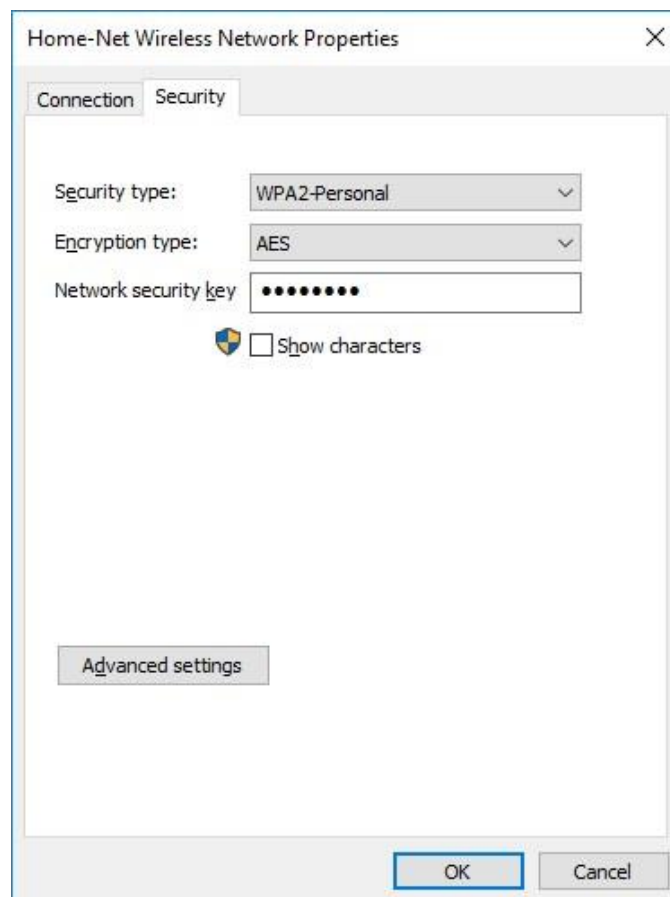 Home-Net Wireless Network Properties
Connection Security
Security type: WPA2-Personal
Encryption type: AES
Network security key ●●●●●●●●
Show characters
Advanced settings
OK Cancel